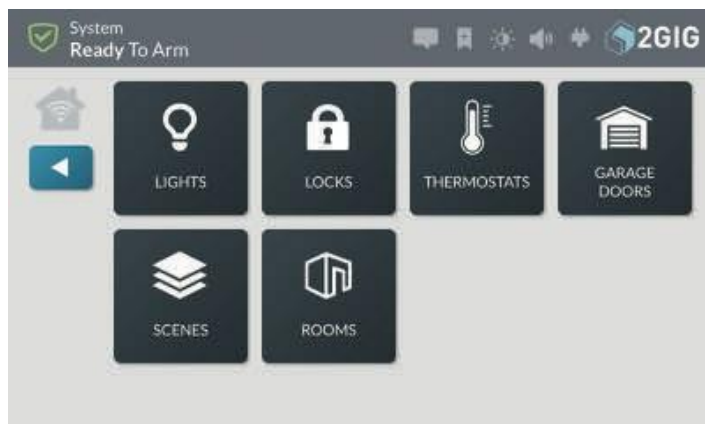 System
Ready To Arm
2GIG
LIGHTS
LOCKS
THERMOSTATS
GARAGE
DOORS
SCENES
ROOMS